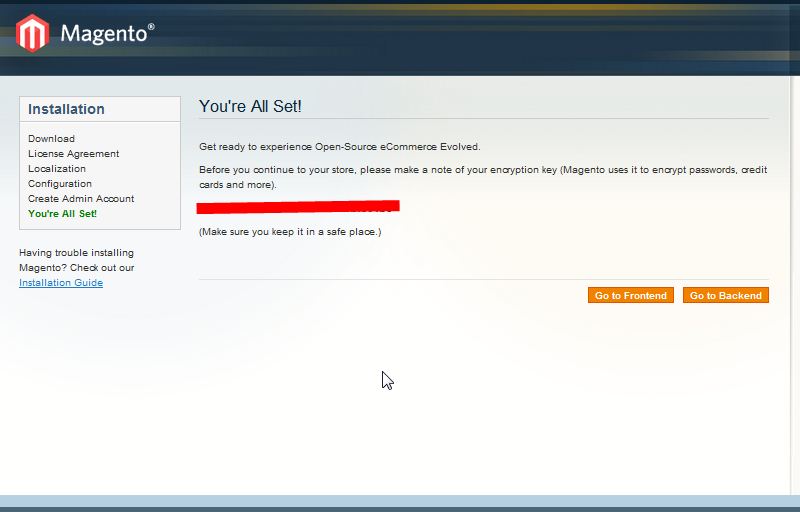 Magento®
Installation
Download
License Agreement
Localization
Configuration
Create Admin Account
You're All Set!
Having trouble installing
Magento? Check out our
Installation Guide
You're All Set!
Get ready to experience Open-Source eCommerce Evolved.
Before you continue to your store, please make a note of your encryption key (Magento uses it to encrypt passwords, credit
cards and more).
(Make sure you keep it in a safe place.)
Go to Frontend
Go to Backend